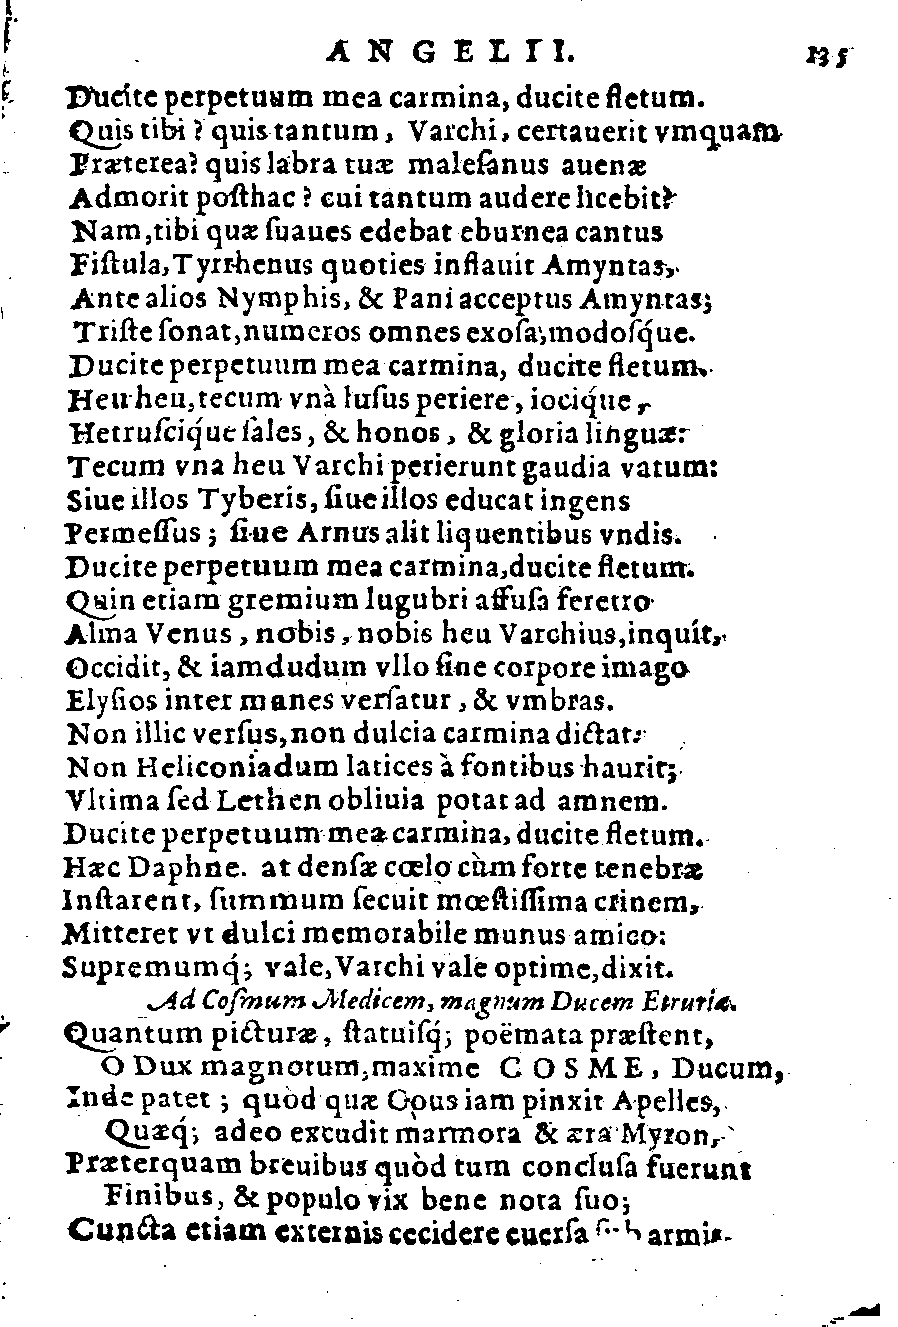 ANGELII. 135
Ducite perpetuum mea carmina, ducite fletum.
Quis tibi ? quis tantum, Varchi, certauerit vmquam
Præterea? quis labra tuæ maleſanus auenæ
Admorit poſthac ? cui tantum audere licebit?
Nam, tibi quæ ſuaues edebat eburnea cantus
Fiſtula, Tyrrhenus quoties inflauit Amyntas,
Ante alios Nymphis, & Pani acceptus Amyntas;
Triſte ſonat, numeros omnes exoſa, modoſq́ue.
Ducite perpetuum mea carmina, ducite fletum.
Heu heu, tecum vnà luſus periere, iociq́ue,
Hetruſciq́ue ſales, & honos, & gloria linguæ:
Tecum vna heu Varchi perierunt gaudia vatum:
Siue illos Tyberis, ſiue illos educat ingens
Permeſſus; ſiue Arnus alit liquentibus vndis.
Ducite perpetuum mea carmina, ducite fletum.
Quin etiam gremium lugubri affuſa feretro
Alma Venus, nobis, nobis heu Varchius, inquit,
Occidit, & iamdudum vllo ſine corpore imago
Elyſios inter manes verſatur, & vmbras.
Non illic verſus, non dulcia carmina dictat:
Non Heliconiadum latices à fontibus haurit;
Vltima ſed Lethen obliuia potat ad amnem.
Ducite perpetuum mea carmina, ducite fletum.
Hæc Daphne. at denſæ cœlo cùm forte tenebræ
Inſtarent, ſummum ſecuit mœſtiſſima crinem,
Mitteret vt dulci memorabile munus amico:
Supremumq́; vale, Varchi vale optime, dixit.
Ad Coſmum Medicem, magnum Ducem Etruriæ.
Quantum picturæ, ſtatuiſq́; poëmata præſtent,
O Dux magnorum, maxime COSME, Ducum,
Inde patet; quòd quæ Cous iam pinxit Apelles,
Quæq́; adeo excudit marmora & æra Myron,
Præterquam breuibus quòd tum concluſa fuerunt
Finibus, & populo vix bene nota ſuo;
Cuncta etiam externis cecidere euerſa armis.